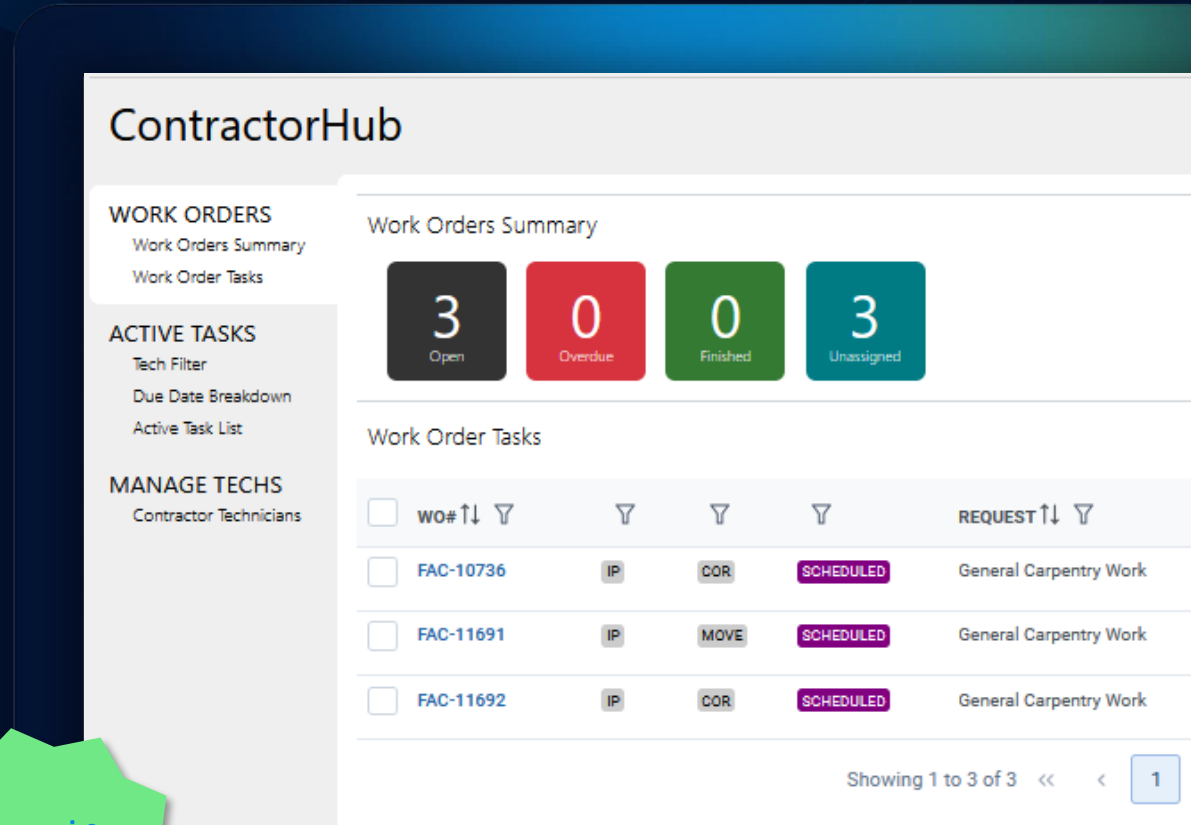 ContractorHub
WORK ORDERS
Work Orders Summary
Work Order Tasks
ACTIVE TASKS
Tech Filter
Due Date Breakdown
Active Task List
MANAGE TECHS
Contractor Technicians
Work Orders Summary
3 0 0 3
Open Overdue Finished Unassigned
Work Order Tasks
WO# REQUEST
FAC-10736 IP COR SCHEDULED General Carpentry Work
FAC-11691 IP MOVE SCHEDULED General Carpentry Work
FAC-11692 IP COR SCHEDULED General Carpentry Work
Showing 1 to 3 of 3 << < 1